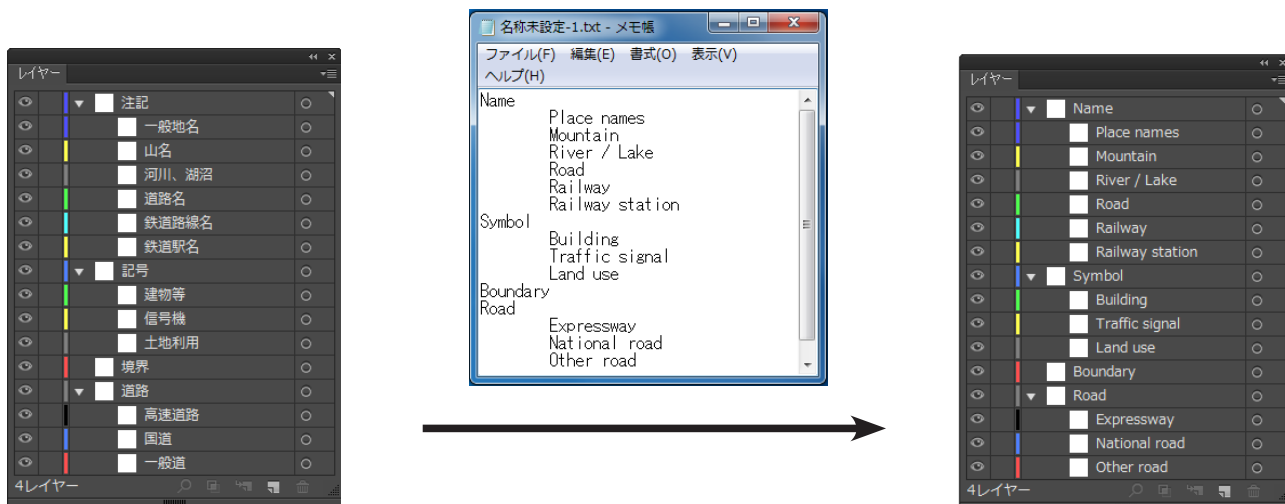 レイヤー
注記
一般地名
山名
河川、湖沼
道路名
鉄道路線名
鉄道駅名
記号
建物等
信号機
土地利用
境界
道路
高速道路
国道
一般道
4レイヤー
名称未設定-1.txt - メモ帳
ファイル(F) 編集(E) 書式(O) 表示(V)
ヘルプ(H)
Name
Place names
Mountain
River / Lake
Road
Railway
Railway station
Symbol
Building
Traffic signal
Land use
Boundary
Road
Expressway
National road
Other road
レイヤー
Name
Place names
Mountain
River / Lake
Road
Railway
Railway station
Symbol
Building
Traffic signal
Land use
Boundary
Road
Expressway
National road
Other road
4レイヤー